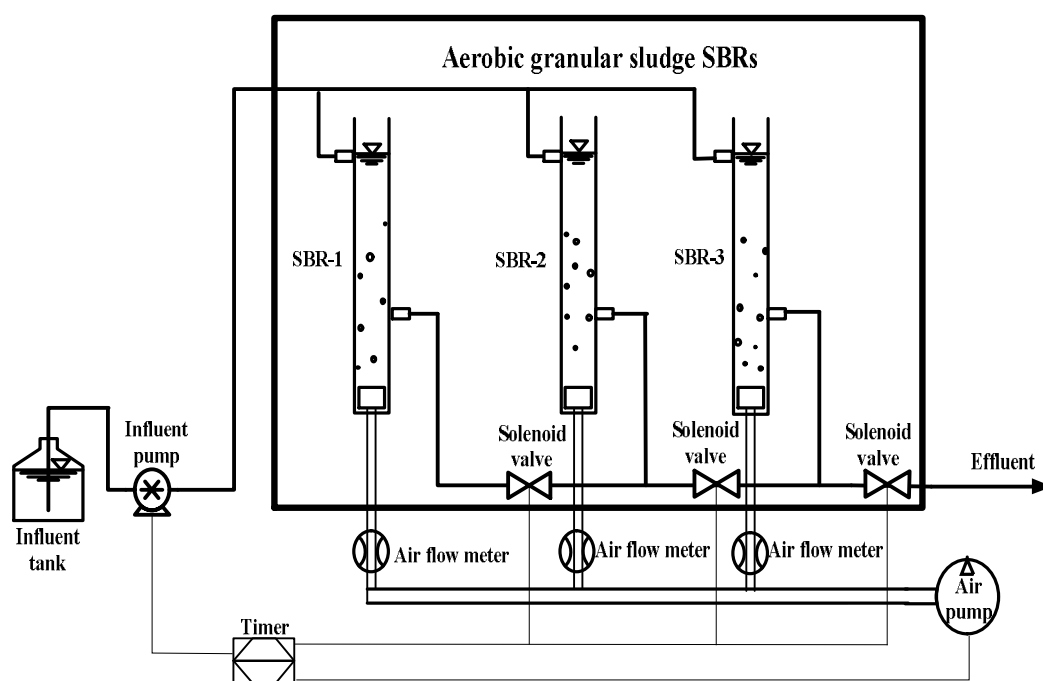 Aerobic granular sludge SBRs
SBR-1
SBR-2
SBR-3
Influent
pump
Solenoid
valve
Solenoid
valve
Solenoid
valve
Effluent
Influent
tank
Air flow meter
Air flow meter
Air flow meter
Air
pump
Timer